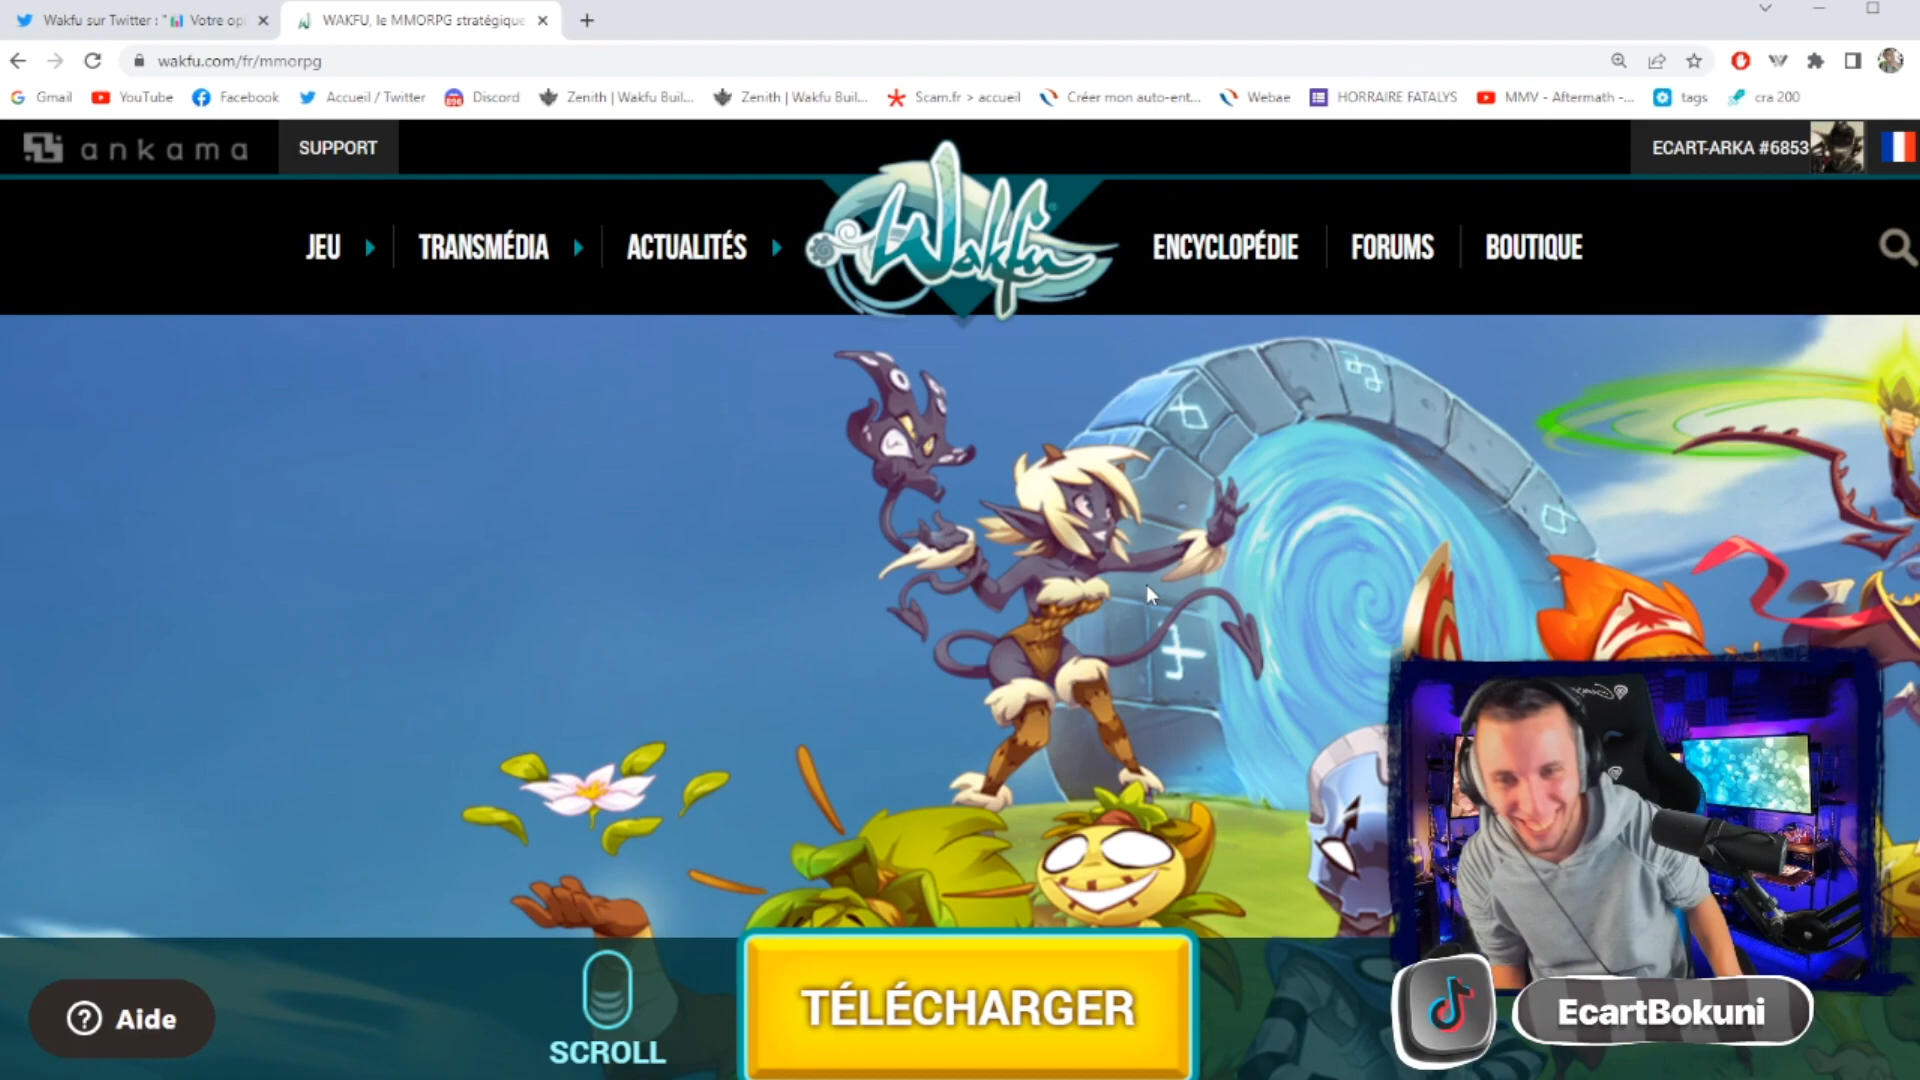 Wakfu sur Twitter : " Votre opi
WAKFU, le MMORPG stratégique
wakfu.com/fr/mmorpg
Gmail
YouTube
Facebook
Accueil / Twitter
Discord
Zenith | Wakfu Buil...
Zenith | Wakfu Buil...
Scam.fr > accueil
Créer mon auto-ent...
Webae
HORRAIRE FATALYS
MMV - Aftermath -...
tags
cra 200
ankama
SUPPORT
ECART-ARKA #6853
JEU
TRANSMÉDIA
ACTUALITÉS
Wakfu
ENCYCLOPÉDIE
FORUMS
BOUTIQUE
Aide
SCROLL
TÉLÉCHARGER
EcartBokuni